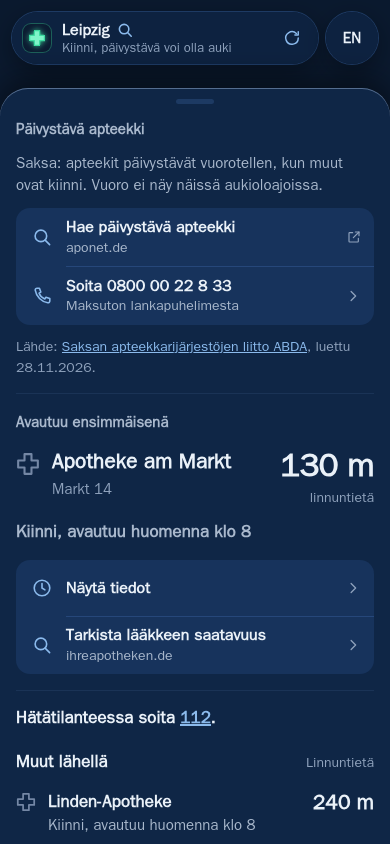 Leipzig
Kiinni, päivystävä voi olla auki
EN
Päivystävä apteekki
Saksa: apteekit päivystävät vuorotellen, kun muut
ovat kiinni. Vuoro ei näy näissä aukioloajoissa.
Hae päivystävä apteekki
aponet.de
Soita 0800 00 22 8 33
Maksuton lankapuhelimesta
Lähde: Saksan apteekkarijärjestöjen liitto ABDA, luettu
28.11.2026.
Avautuu ensimmäisenä
Apotheke am Markt 130 m
Markt 14 linnuntietä
Kiinni, avautuu huomenna klo 8
Näytä tiedot
Tarkista lääkkeen saatavuus
ihreapotheken.de
Hätätilanteessa soita 112.
Muut lähellä Linnuntietä
Linden-Apotheke 240 m
Kiinni, avautuu huomenna klo 8